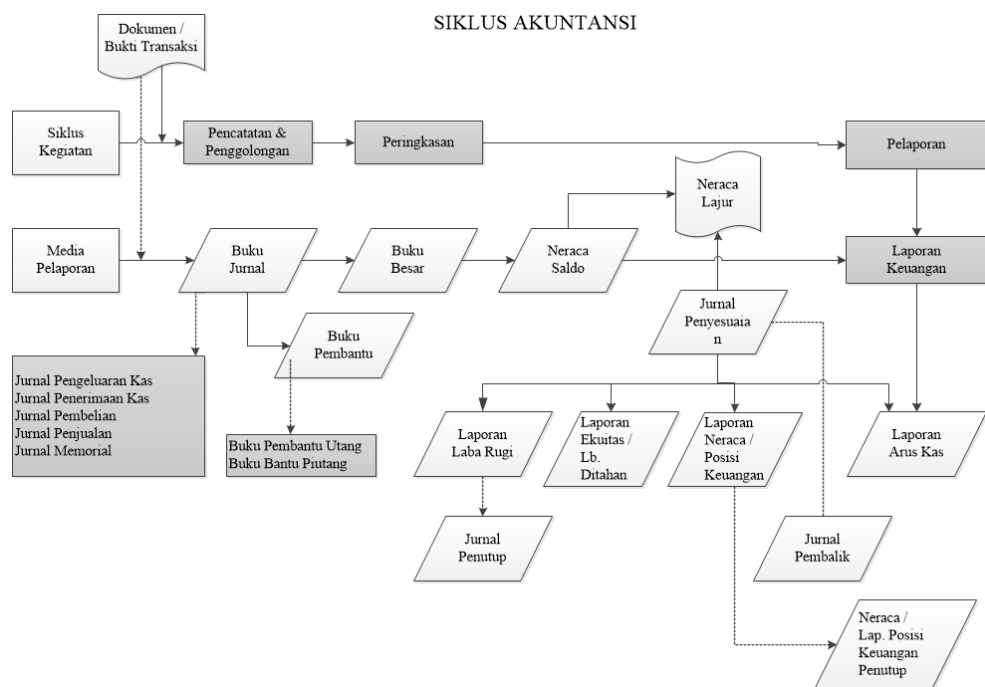 SIKLUS AKUNTANSI
Dokumen /
Bukti Transaksi
Siklus
Kegiatan
Pencatatan &
Penggolongan
Peringkasan
Pelaporan
Neraca
Lajur
Media
Pelaporan
Buku
Jurnal
Buku
Besar
Neraca
Saldo
Laporan
Keuangan
Jurnal
Penyesuaia
n
Buku
Pembantu
Jurnal Pengeluaran Kas
Jurnal Penerimaan Kas
Jurnal Pembelian
Jurnal Penjualan
Jurnal Memorial
Buku Pembantu Utang
Buku Bantu Piutang
Laporan
Laba Rugi
Laporan
Ekuitas /
Lb.
Ditahan
Laporan
Neraca /
Posisi
Keuangan
Laporan
Arus Kas
Jurnal
Penutup
Jurnal
Pembalik
Neraca /
Lap. Posisi
Keuangan
Penutup